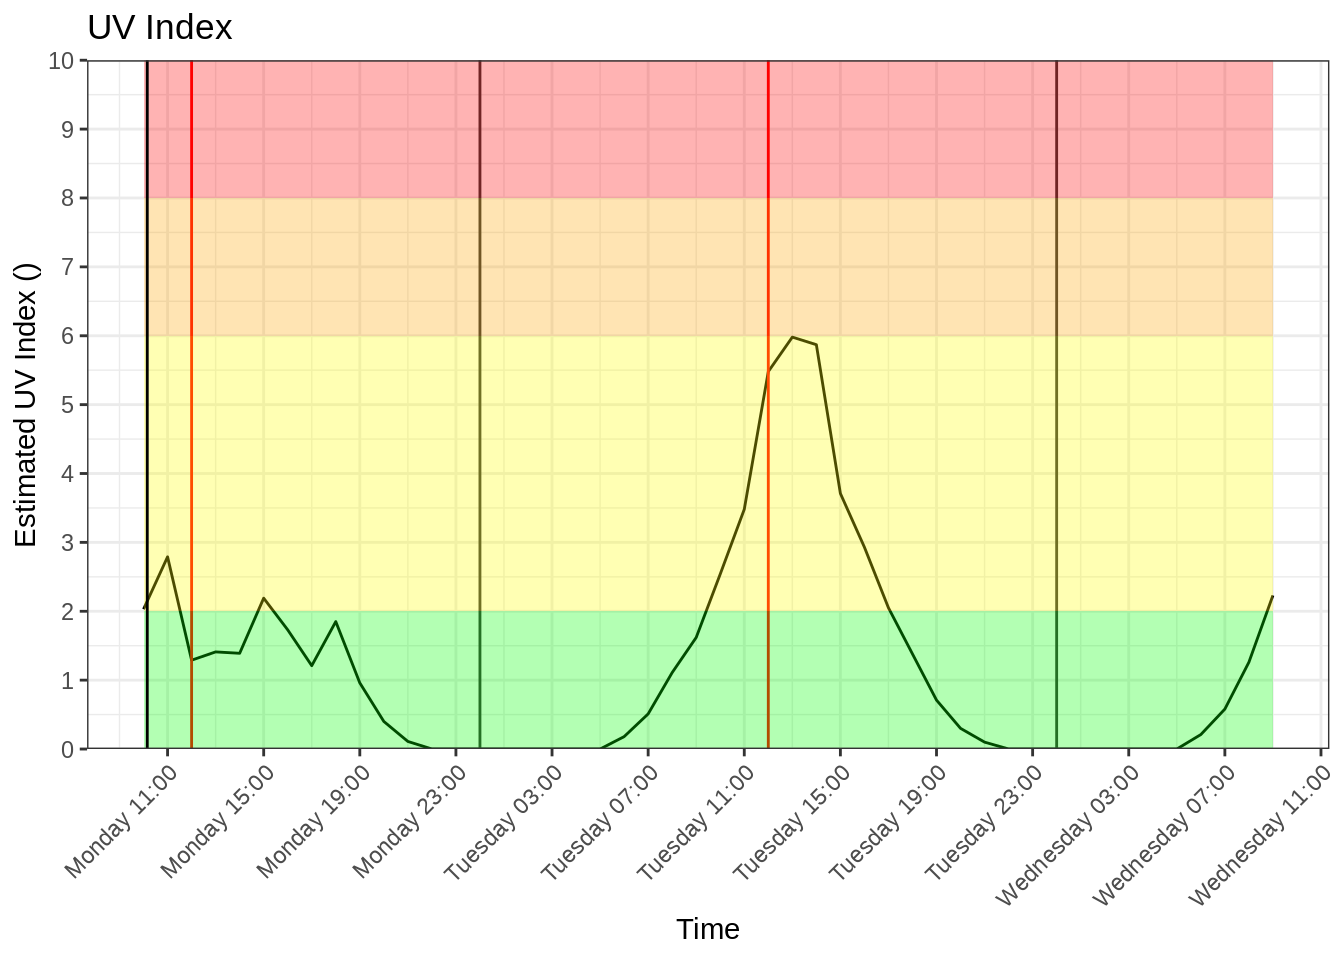 UV Index
Estimated UV Index ()
10
9
8
7
6
5
4
3
2
1
0
Monday 11:00
Monday 15:00
Monday 19:00
Monday 23:00
Tuesday 03:00
Tuesday 07:00
Tuesday 11:00
Tuesday 15:00
Tuesday 19:00
Tuesday 23:00
Wednesday 03:00
Wednesday 07:00
Wednesday 11:00
Time